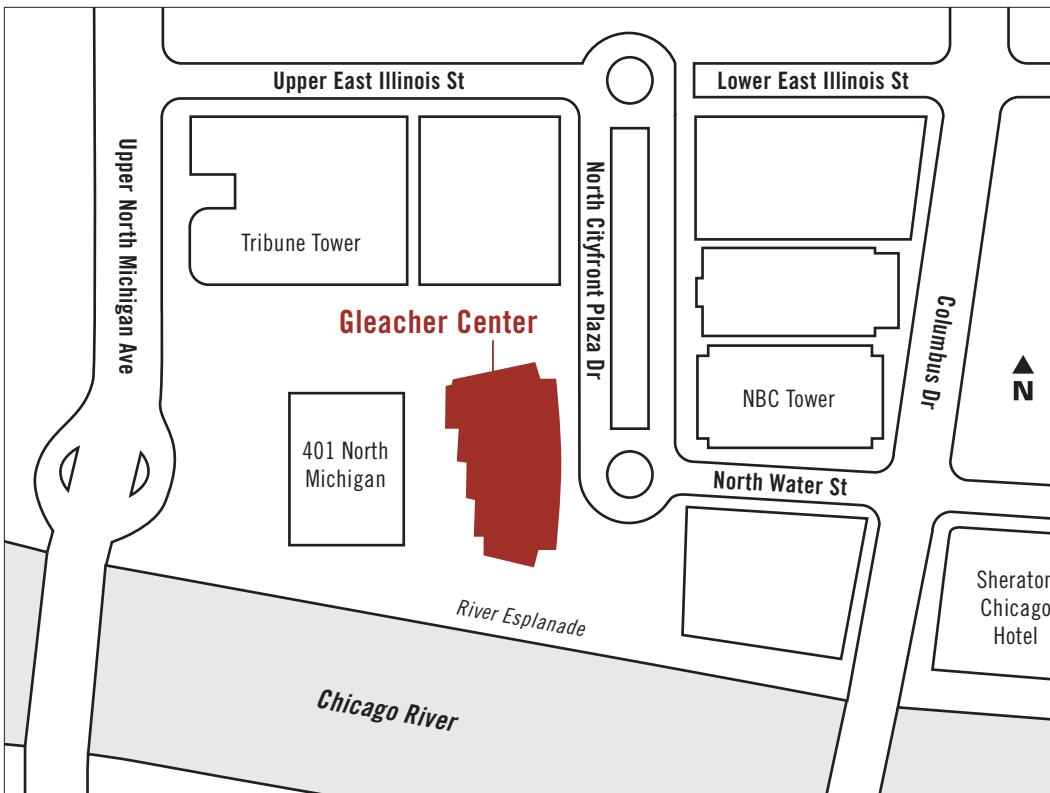 Upper East Illinois St
Lower East Illinois St
Upper North Michigan Ave
Tribune Tower
North Cityfront Plaza Dr
Gleacher Center
Columbus Dr
N
NBC Tower
401 North
Michigan
North Water St
Sheraton
Chicago
Hotel
River Esplanade
Chicago River